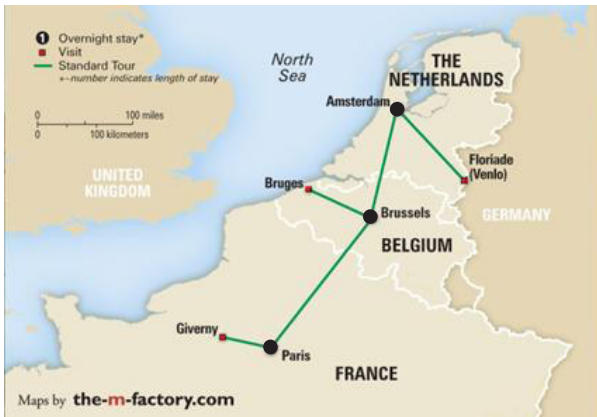 1 Overnight stay*
Visit
Standard Tour
*–number indicates length of stay
0 100 miles
0 100 kilometers
North
Sea
THE
NETHERLANDS
Amsterdam
Floriade
(Venlo)
UNITED
KINGDOM
Bruges
Brussels
GERMANY
BELGIUM
Giverny
Paris
FRANCE
Maps by the-m-factory.com